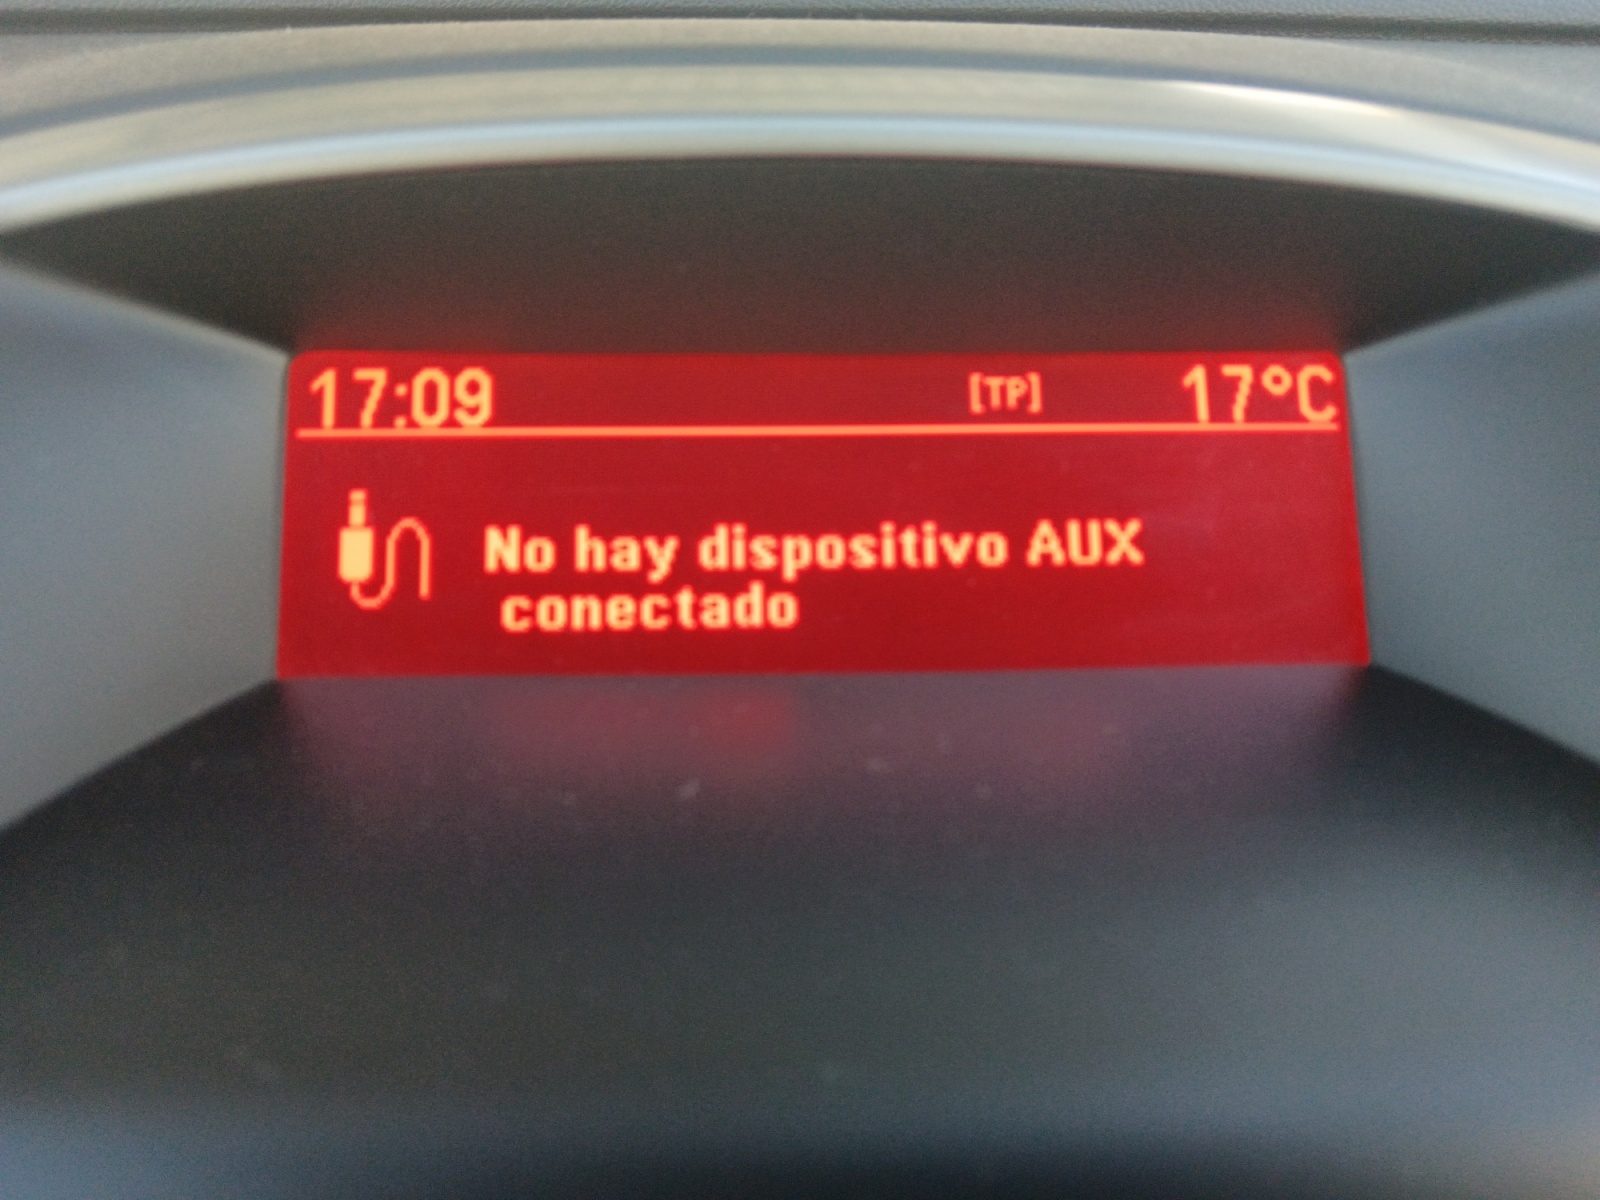 17:09 [TP] 17°C
No hay dispositivo AUX
conectado